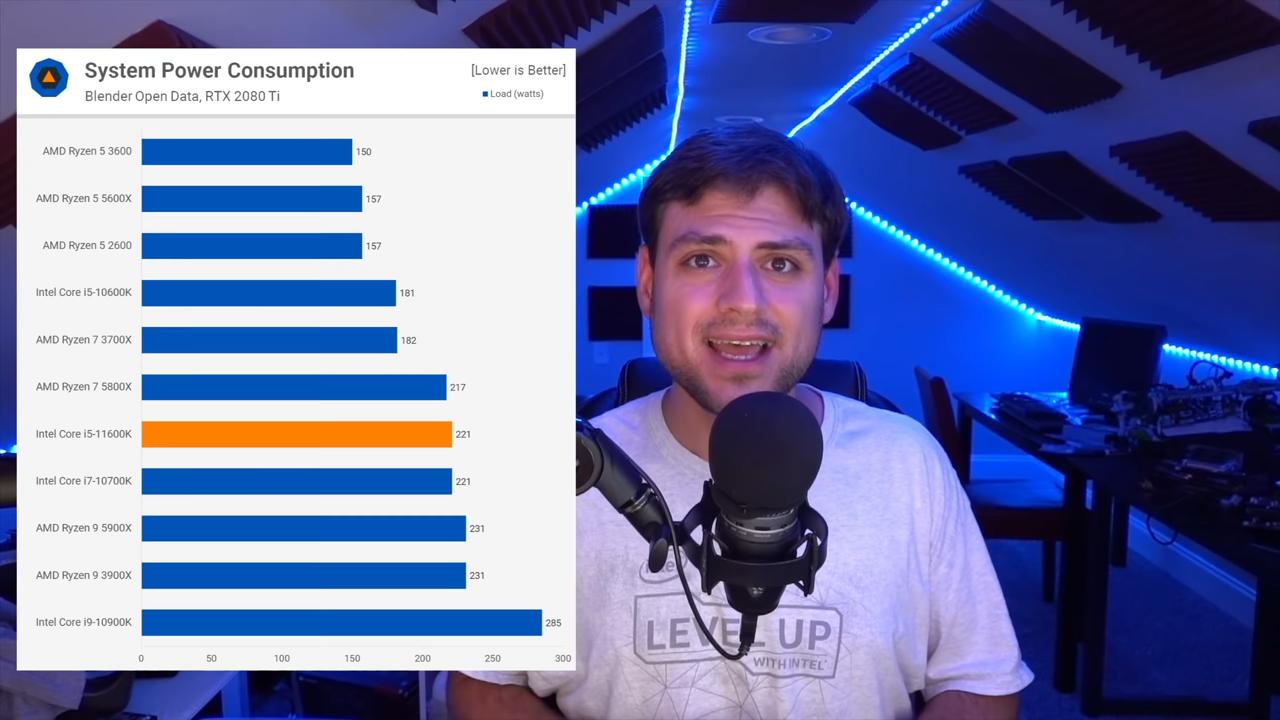 System Power Consumption
[Lower is Better]
Blender Open Data, RTX 2080 Ti
Load (watts)
AMD Ryzen 5 3600 150
AMD Ryzen 5 5600X 157
AMD Ryzen 5 2600 157
Intel Core i5-10600K 181
AMD Ryzen 7 3700X 182
AMD Ryzen 7 5800X 217
Intel Core i5-11600K 221
Intel Core i7-10700K 221
AMD Ryzen 9 5900X 231
AMD Ryzen 9 3900X 231
Intel Core i9-10900K 285
0 50 100 150 200 250 300
LEVEL UP
WITH INTEL